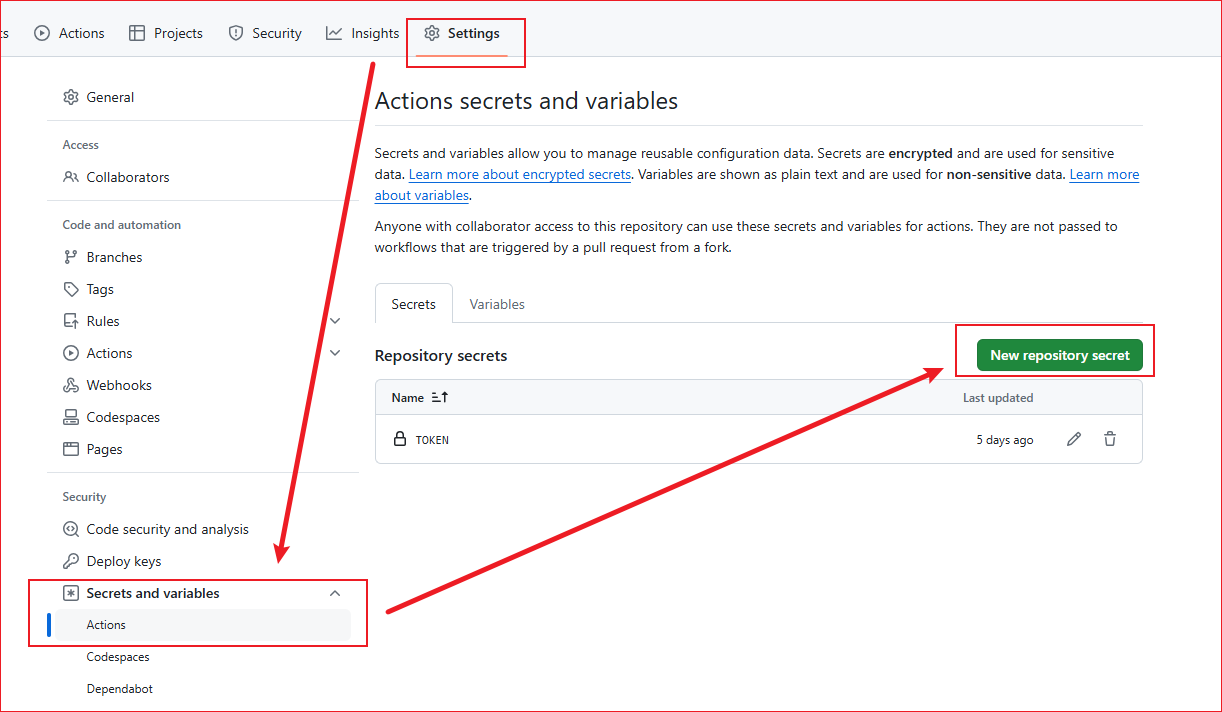 Actions Projects Security Insights Settings
General
Access
Collaborators
Code and automation
Branches
Tags
Rules
Actions
Webhooks
Codespaces
Pages
Security
Code security and analysis
Deploy keys
Secrets and variables
Actions
Codespaces
Dependabot
Actions secrets and variables
Secrets and variables allow you to manage reusable configuration data. Secrets are encrypted and are used for sensitive
data. Learn more about encrypted secrets. Variables are shown as plain text and are used for non-sensitive data. Learn more
about variables.
Anyone with collaborator access to this repository can use these secrets and variables for actions. They are not passed to
workflows that are triggered by a pull request from a fork.
Secrets Variables
Repository secrets New repository secret
Name Last updated
TOKEN 5 days ago